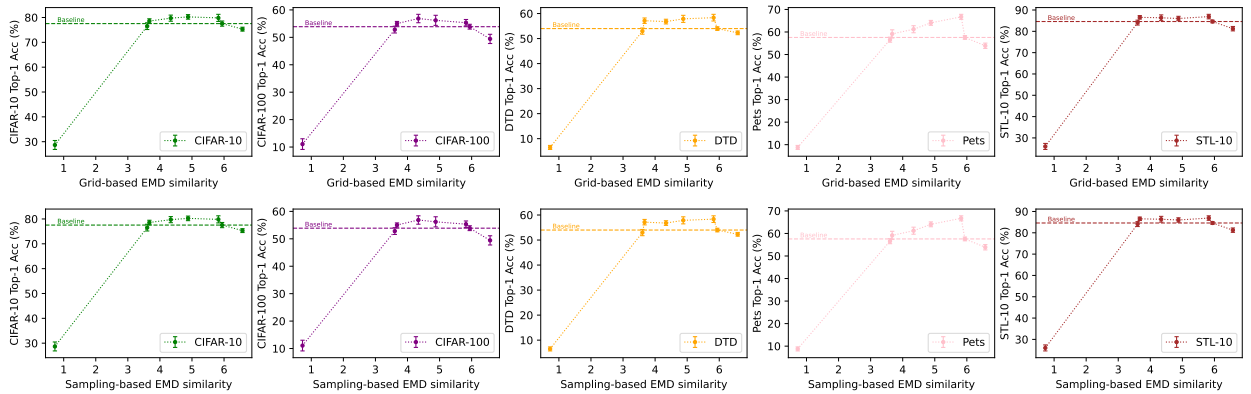 CIFAR-10 Top-1 Acc (%)
80
70
60
50
40
30
Baseline
CIFAR-10
1 2 3 4 5 6
Grid-based EMD similarity
CIFAR-100 Top-1 Acc (%)
60
50
40
30
20
10
Baseline
CIFAR-100
1 2 3 4 5 6
Grid-based EMD similarity
DTD Top-1 Acc (%)
60
50
40
30
20
10
Baseline
DTD
1 2 3 4 5 6
Grid-based EMD similarity
Pets Top-1 Acc (%)
70
60
50
40
30
20
10
Baseline
Pets
1 2 3 4 5 6
Grid-based EMD similarity
STL-10 Top-1 Acc (%)
90
80
70
60
50
40
30
Baseline
STL-10
1 2 3 4 5 6
Grid-based EMD similarity
CIFAR-10 Top-1 Acc (%)
80
70
60
50
40
30
Baseline
CIFAR-10
1 2 3 4 5 6
Sampling-based EMD similarity
CIFAR-100 Top-1 Acc (%)
60
50
40
30
20
10
Baseline
CIFAR-100
1 2 3 4 5 6
Sampling-based EMD similarity
DTD Top-1 Acc (%)
60
50
40
30
20
10
Baseline
DTD
1 2 3 4 5 6
Sampling-based EMD similarity
Pets Top-1 Acc (%)
70
60
50
40
30
20
10
Baseline
Pets
1 2 3 4 5 6
Sampling-based EMD similarity
STL-10 Top-1 Acc (%)
90
80
70
60
50
40
30
Baseline
STL-10
1 2 3 4 5 6
Sampling-based EMD similarity